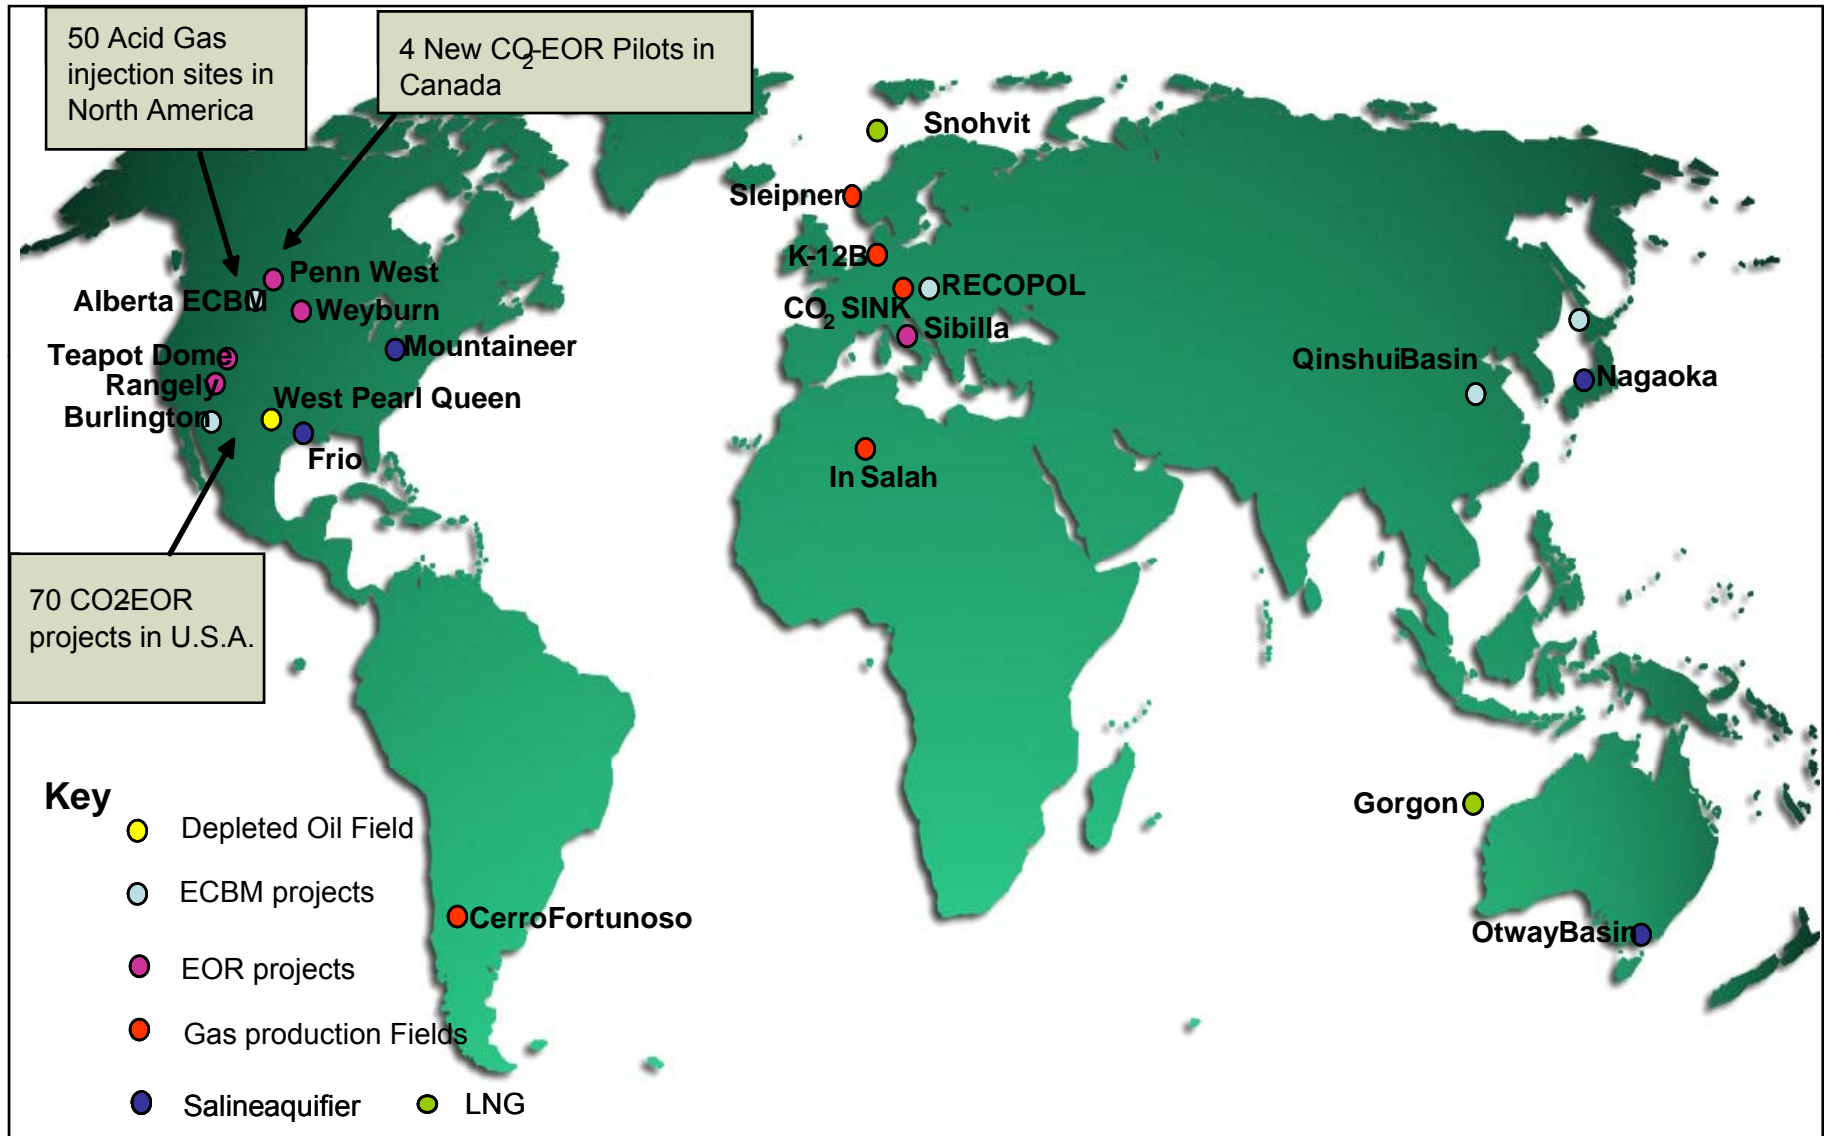 50 Acid Gas
injection sites in
North America
4 New CO2-EOR Pilots in
Canada
Snohvit
Sleipner
K-12B
Penn West
Alberta ECBM
Weyburn
RECOPOL
CO2 SINK
Sibilla
Mountaineer
Teapot Dome
Rangely
QinshuiBasin
Nagaoka
West Pearl Queen
Burlington
Frio
In Salah
70 CO2-EOR
projects in U.S.A.
Gorgon
CerroFortunoso
OtwayBasin
Key
Depleted Oil Field
ECBM projects
EOR projects
Gas production Fields
Salineaquifier
LNG